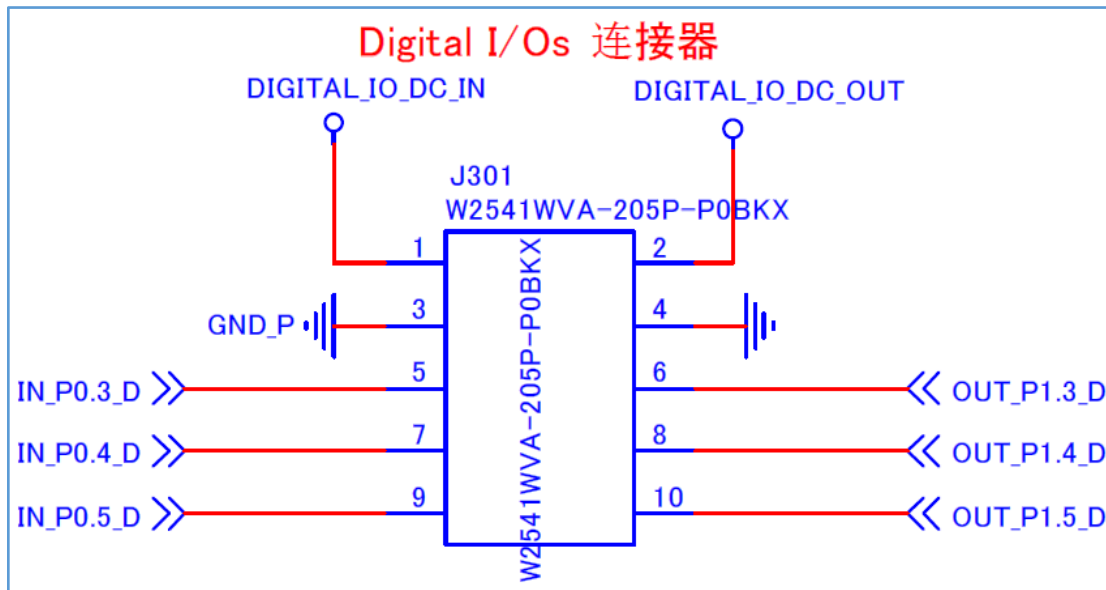 Digital I/Os 连接器
DIGITAL_IO_DC_IN
DIGITAL_IO_DC_OUT
J301
W2541WVA-205P-P0BKX
1
2
W2541WVA-205P-P0BKX
GND_P
3
4
IN_P0.3_D
5
6
OUT_P1.3_D
IN_P0.4_D
7
8
OUT_P1.4_D
IN_P0.5_D
9
10
OUT_P1.5_D